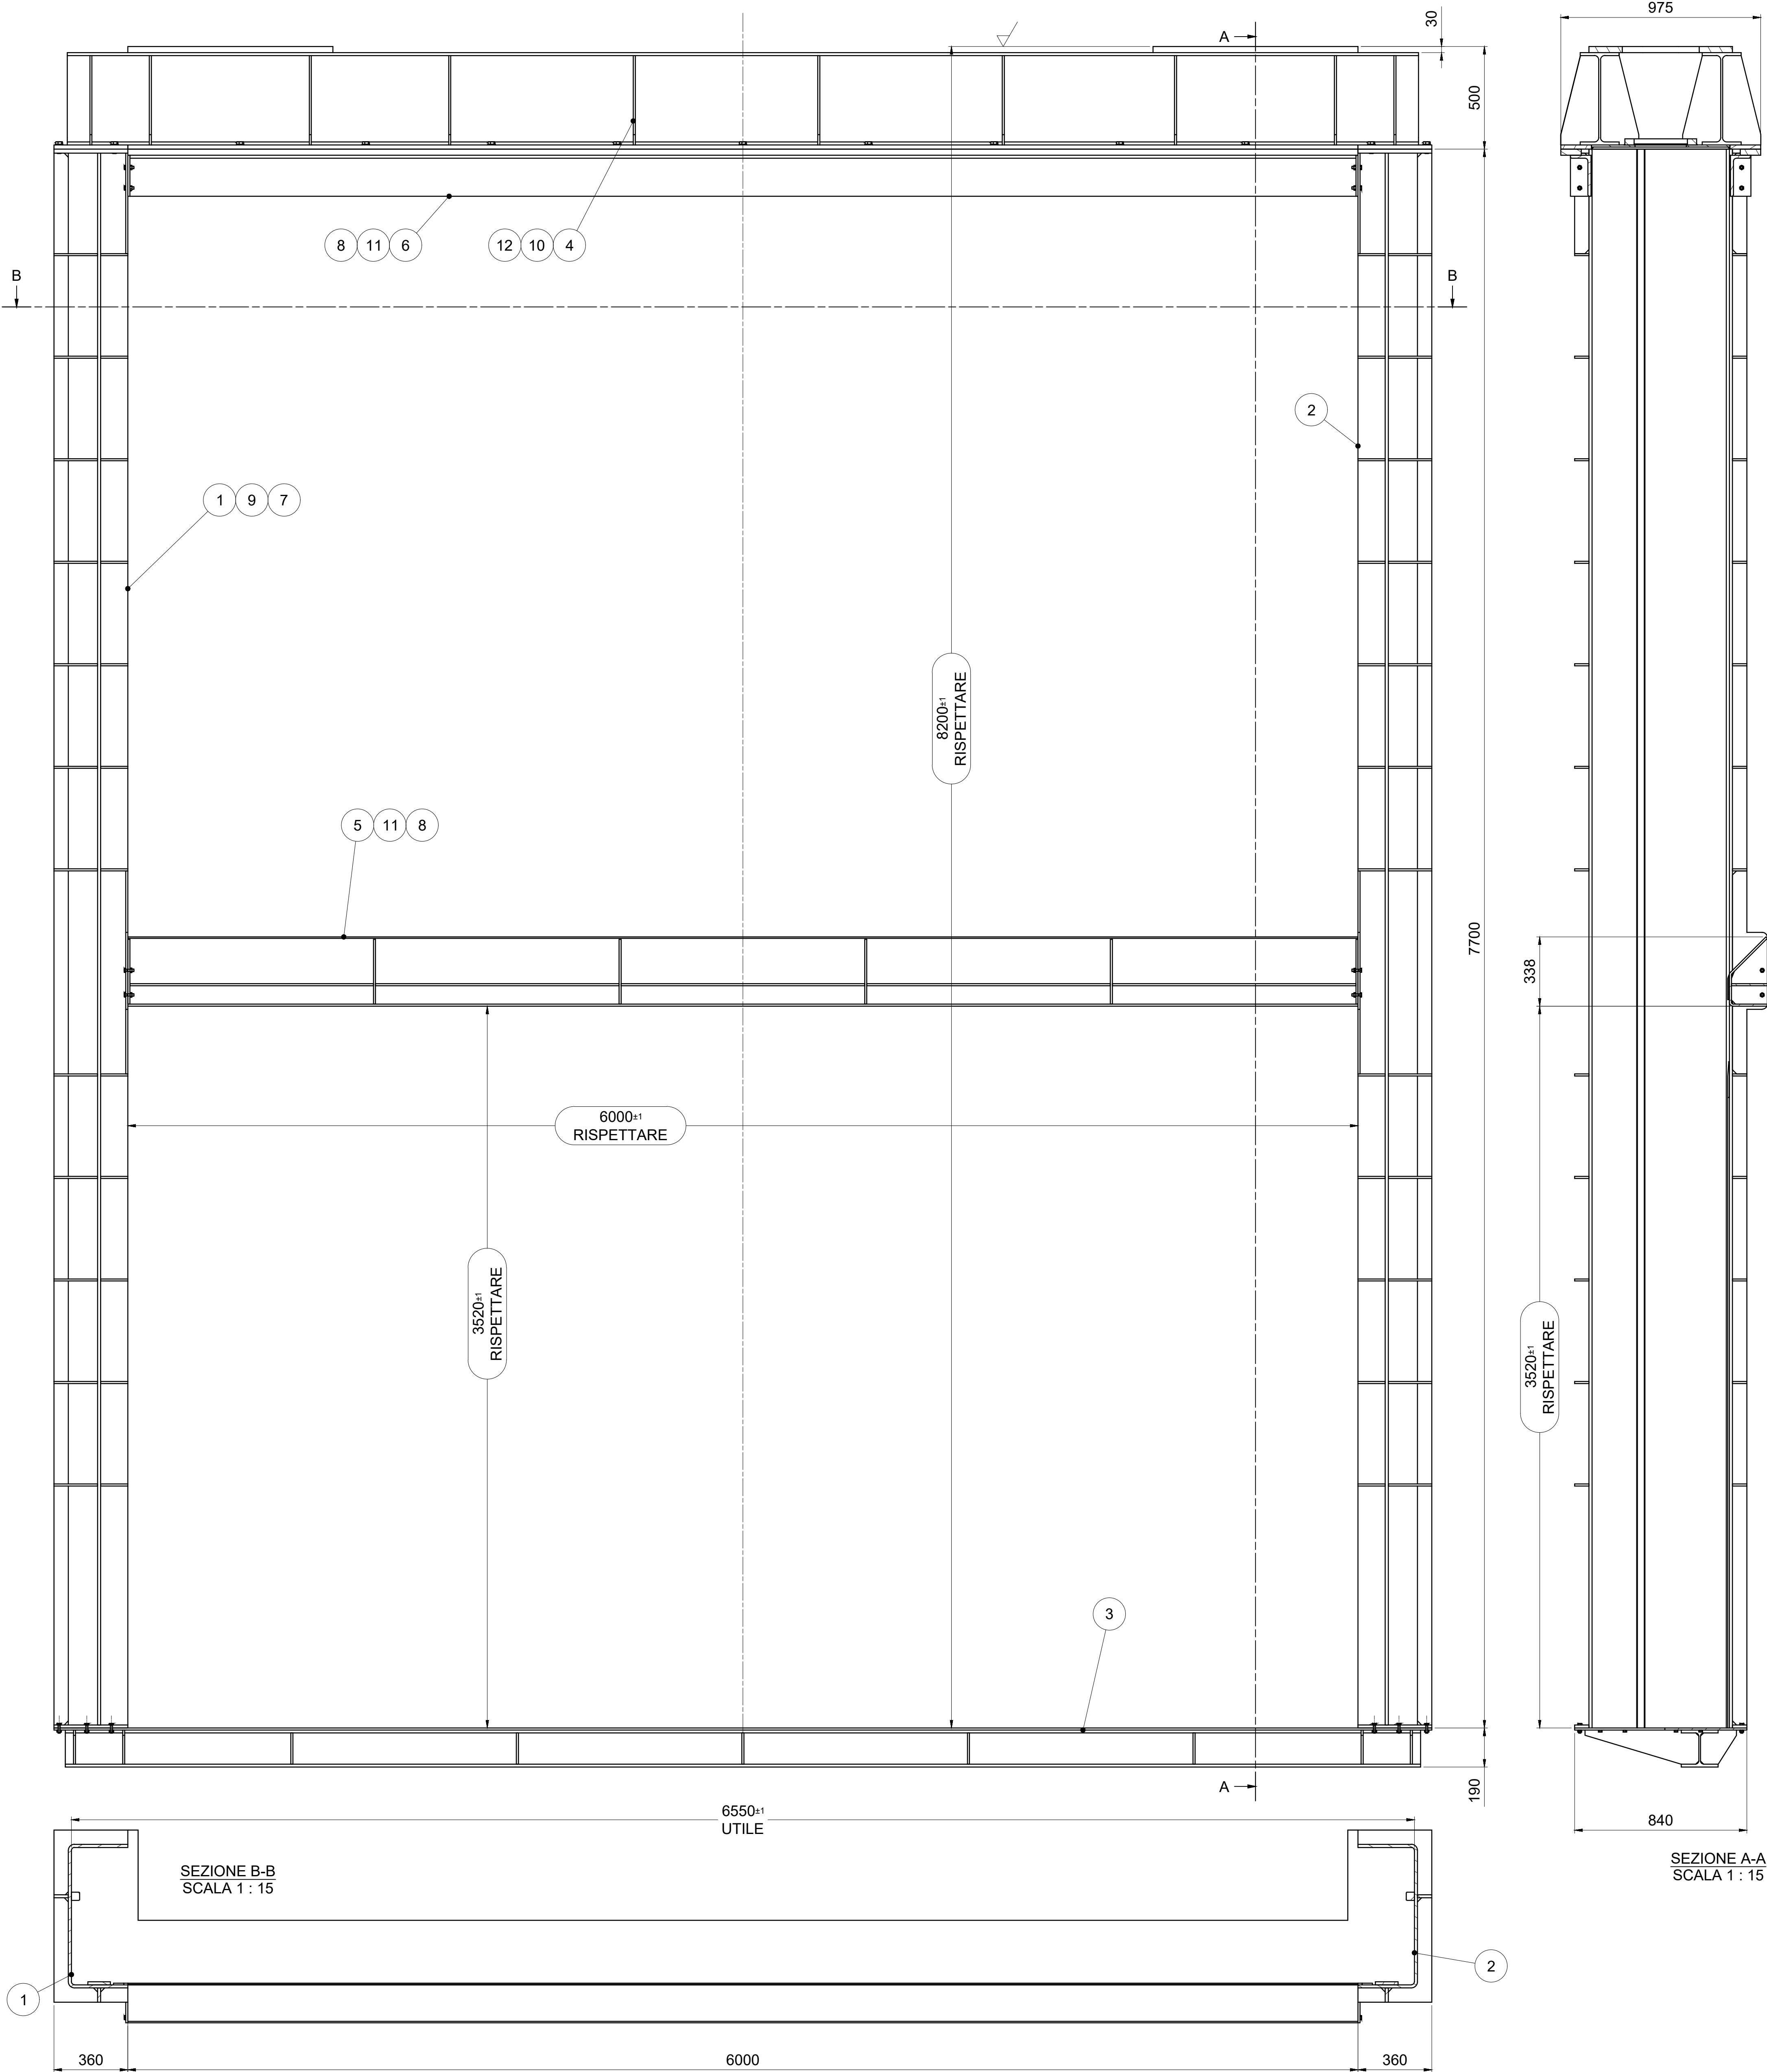 975
30
A
500
8 11 6
12 10 4
B
B
2
1 9 7
8200±1
RISPETTARE
7700
5 11 8
338
6000±1
RISPETTARE
3520±1
RISPETTARE
3520±1
RISPETTARE
3
A
190
6550±1
UTILE
840
SEZIONE B-B
SCALA 1 : 15
SEZIONE A-A
SCALA 1 : 15
1
2
360
6000
360